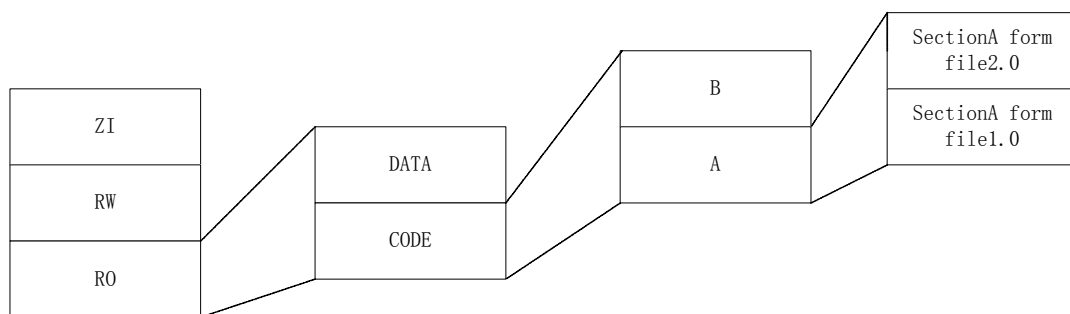 ZI
RW
RO
DATA
CODE
B
A
SectionA form
file2.0
SectionA form
file1.0